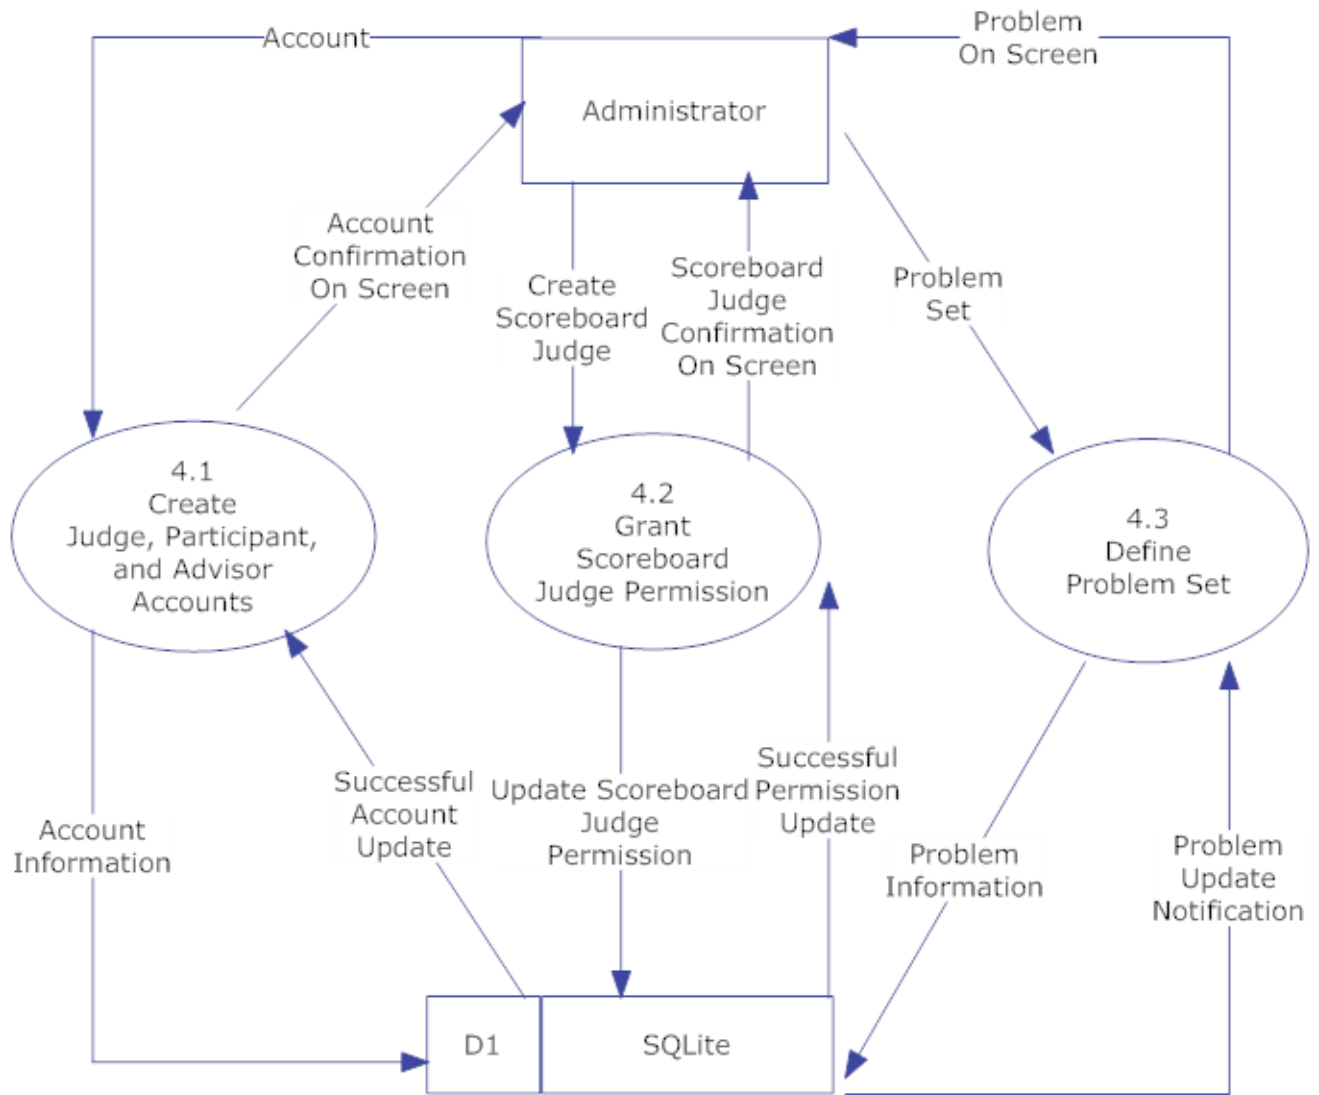 Account
Problem
On Screen
Administrator
Account
Confirmation
On Screen
Create
Scoreboard
Judge
Scoreboard
Judge
Confirmation
On Screen
Problem
Set
4.1
Create
Judge, Participant,
and Advisor
Accounts
4.2
Grant
Scoreboard
Judge Permission
4.3
Define
Problem Set
Account
Information
Successful
Account
Update
Update Scoreboard
Judge
Permission
Successful
Permission
Update
Problem
Information
Problem
Update
Notification
D1
SQLite